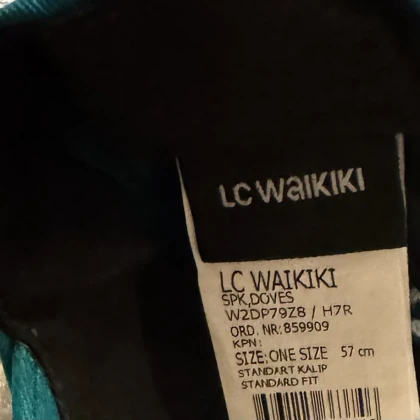 LC WAIKIKI
LC WAIKIKI
SPK,DOVES
W2DP79Z8 / H7R
ORD. NR:859909
KPN:
SIZE:ONE SIZE 57 cm
STANDART KALIP
STANDARD FIT